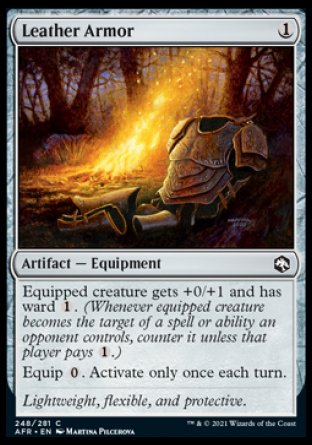 Leather Armor 1
Artifact — Equipment
Equipped creature gets +0/+1 and has
ward 1. (Whenever equipped creature
becomes the target of a spell or ability an
opponent controls, counter it unless that
player pays 1.)
Equip 0. Activate only once each turn.
Lightweight, flexible, and protective.
248/281 C
AFR • EN Martina Pilcerova
™ & © 2021 Wizards of the Coast